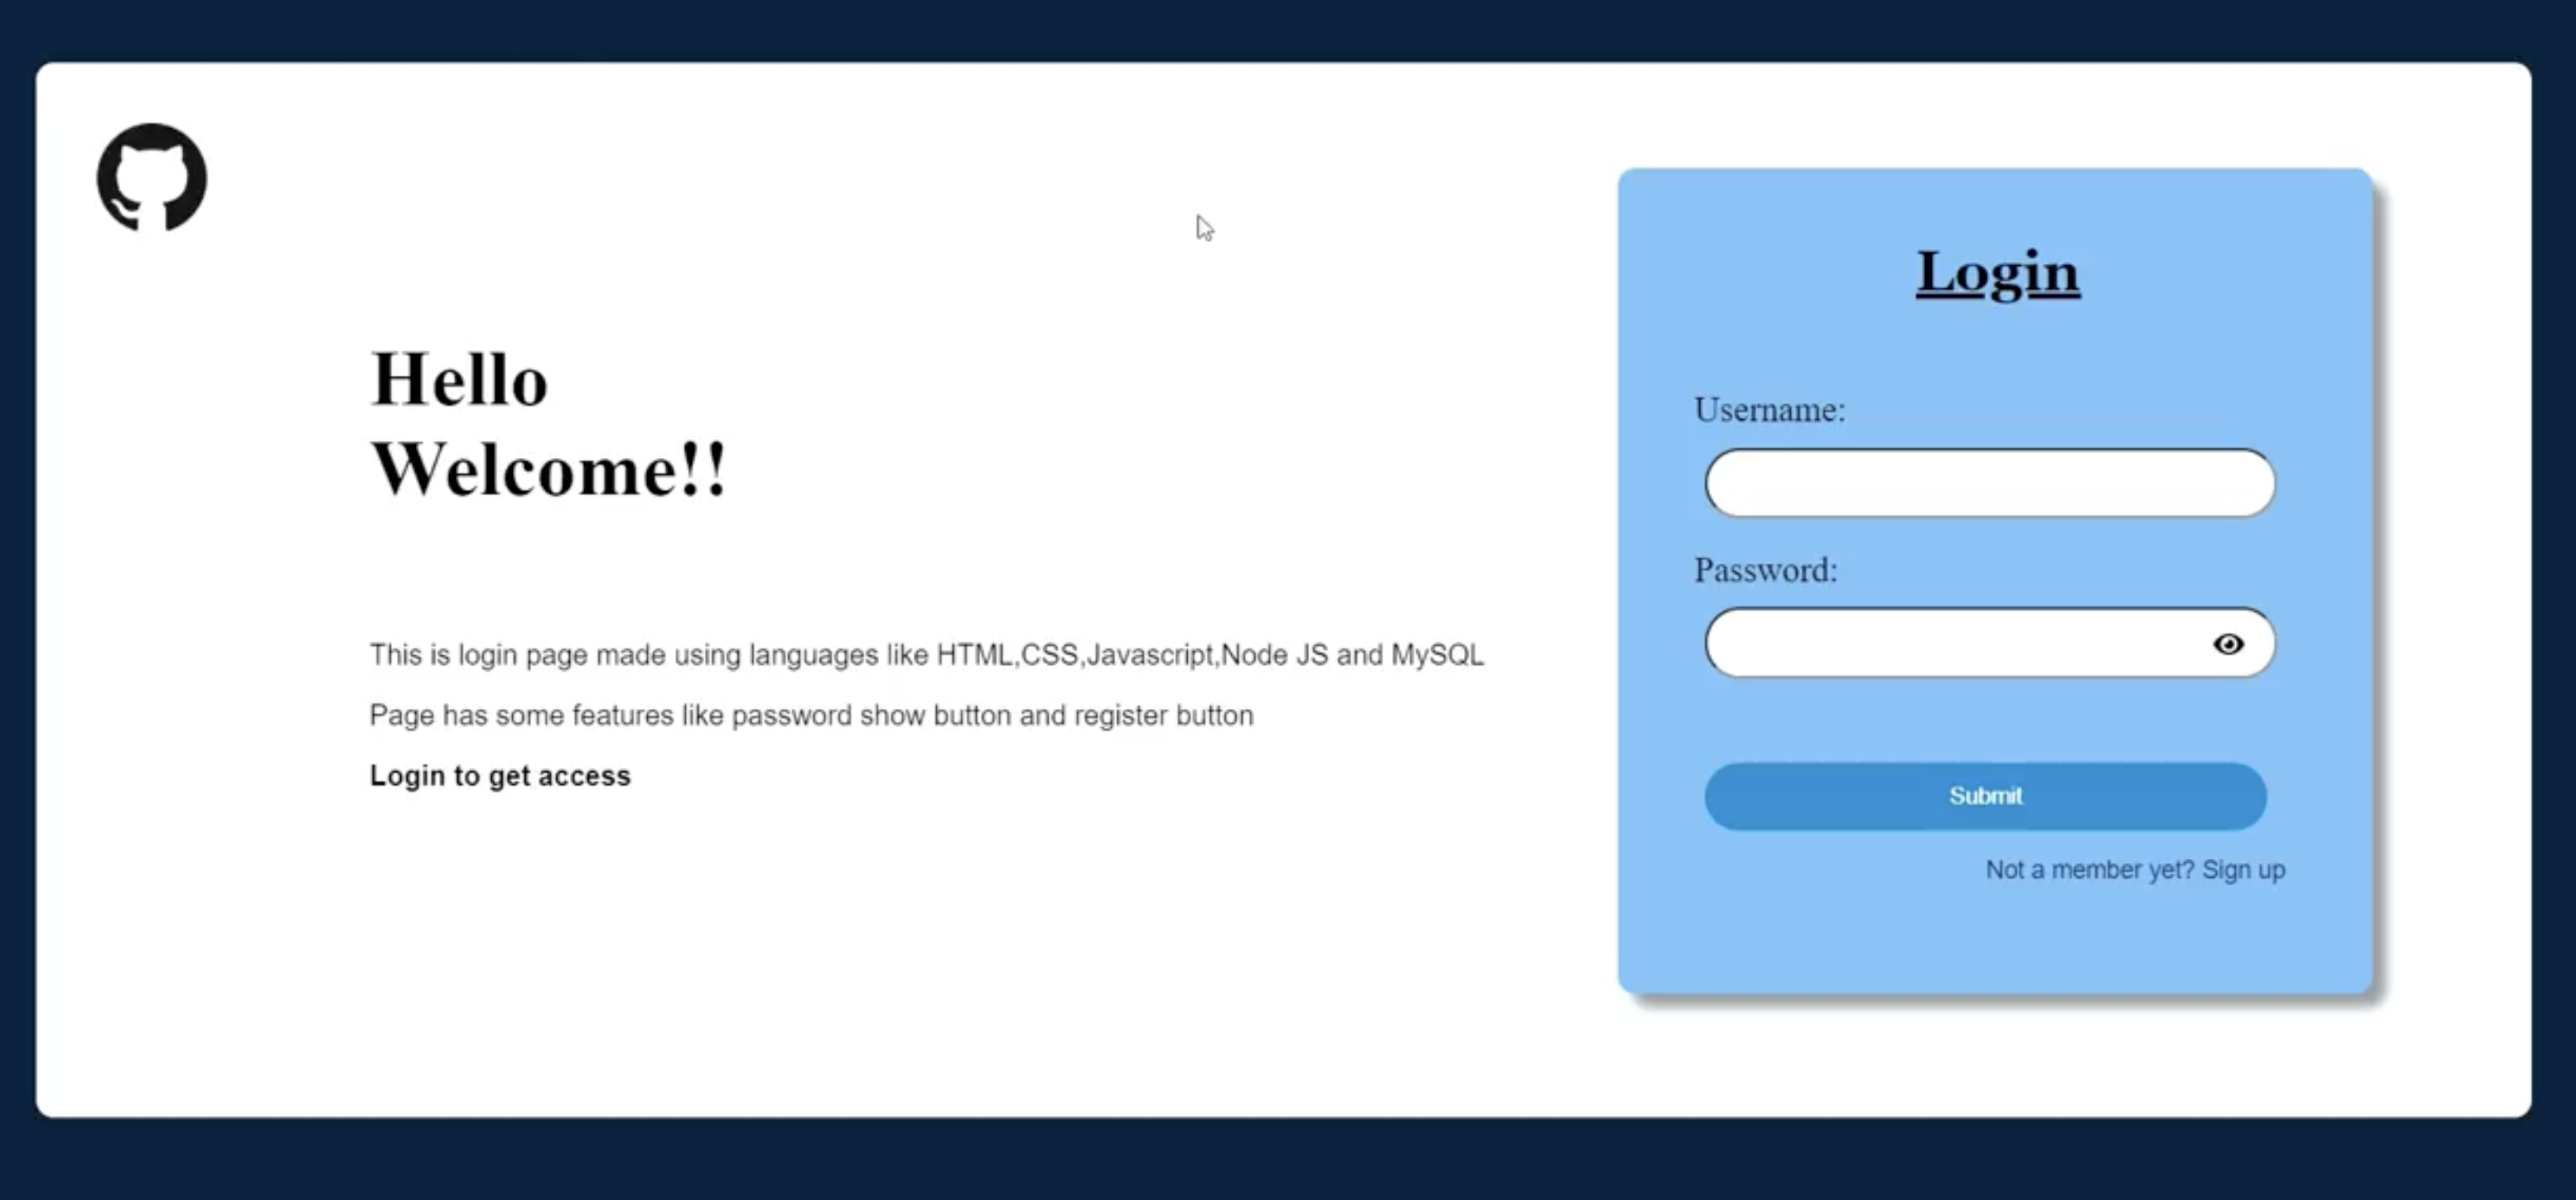 Hello
Welcome!!
This is login page made using languages like HTML,CSS,Javascript,Node JS and MySQL
Page has some features like password show button and register button
Login to get access
Login
Username:
Password:
Submit
Not a member yet? Sign up